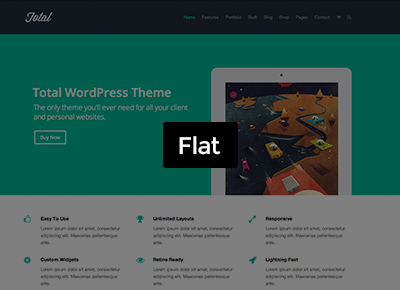 Total
Home Features Portfolio Stuff Blog Shop Pages Contact
Total WordPress Theme
The only theme you'll ever need for all your client
and personal websites.
Buy Now
Flat
Easy To Use
Lorem ipsum dolor sit amet, consectetur
adipiscing elit. Maecenas pellentesque
ante.
Unlimited Layouts
Lorem ipsum dolor sit amet, consectetur
adipiscing elit. Maecenas pellentesque
ante.
Responsive
Lorem ipsum dolor sit amet, consectetur
adipiscing elit. Maecenas pellentesque
ante.
Custom Widgets
Lorem ipsum dolor sit amet, consectetur
adipiscing elit. Maecenas pellentesque
Retina Ready
Lorem ipsum dolor sit amet, consectetur
adipiscing elit. Maecenas pellentesque
Lightning Fast
Lorem ipsum dolor sit amet, consectetur
adipiscing elit. Maecenas pellentesque